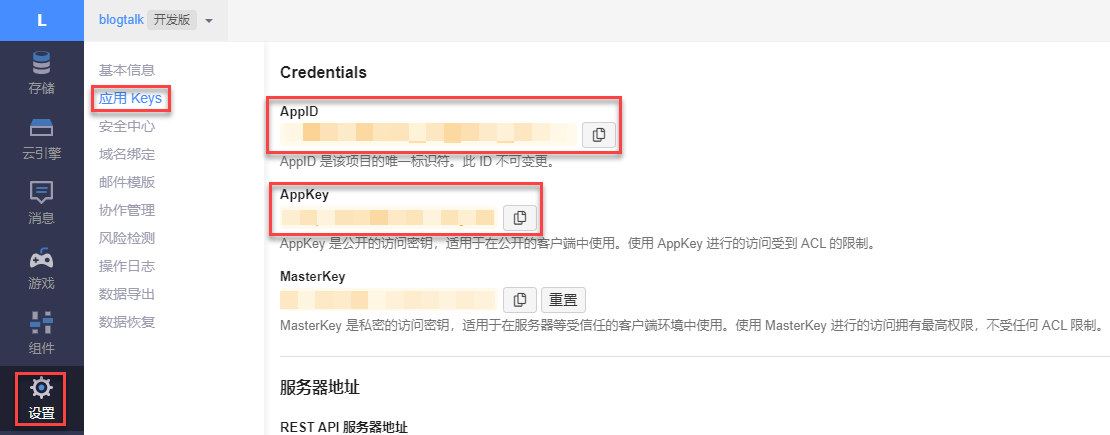 L
blogtalk 开发版
存储
云引擎
消息
游戏
组件
设置
基本信息
应用 Keys
安全中心
域名绑定
邮件模版
协作管理
风险检测
操作日志
数据导出
数据恢复
Credentials
AppID
AppID 是该项目的唯一标识符。此 ID 不可变更。
AppKey
AppKey 是公开的访问密钥，适用于在公开的客户端中使用。使用 AppKey 进行的访问受到 ACL 的限制。
MasterKey
重置
MasterKey 是私密的访问密钥，适用于在服务器等受信任的客户端环境中使用。使用 MasterKey 进行的访问拥有最高权限，不受任何 ACL 限制。
服务器地址
REST API 服务器地址